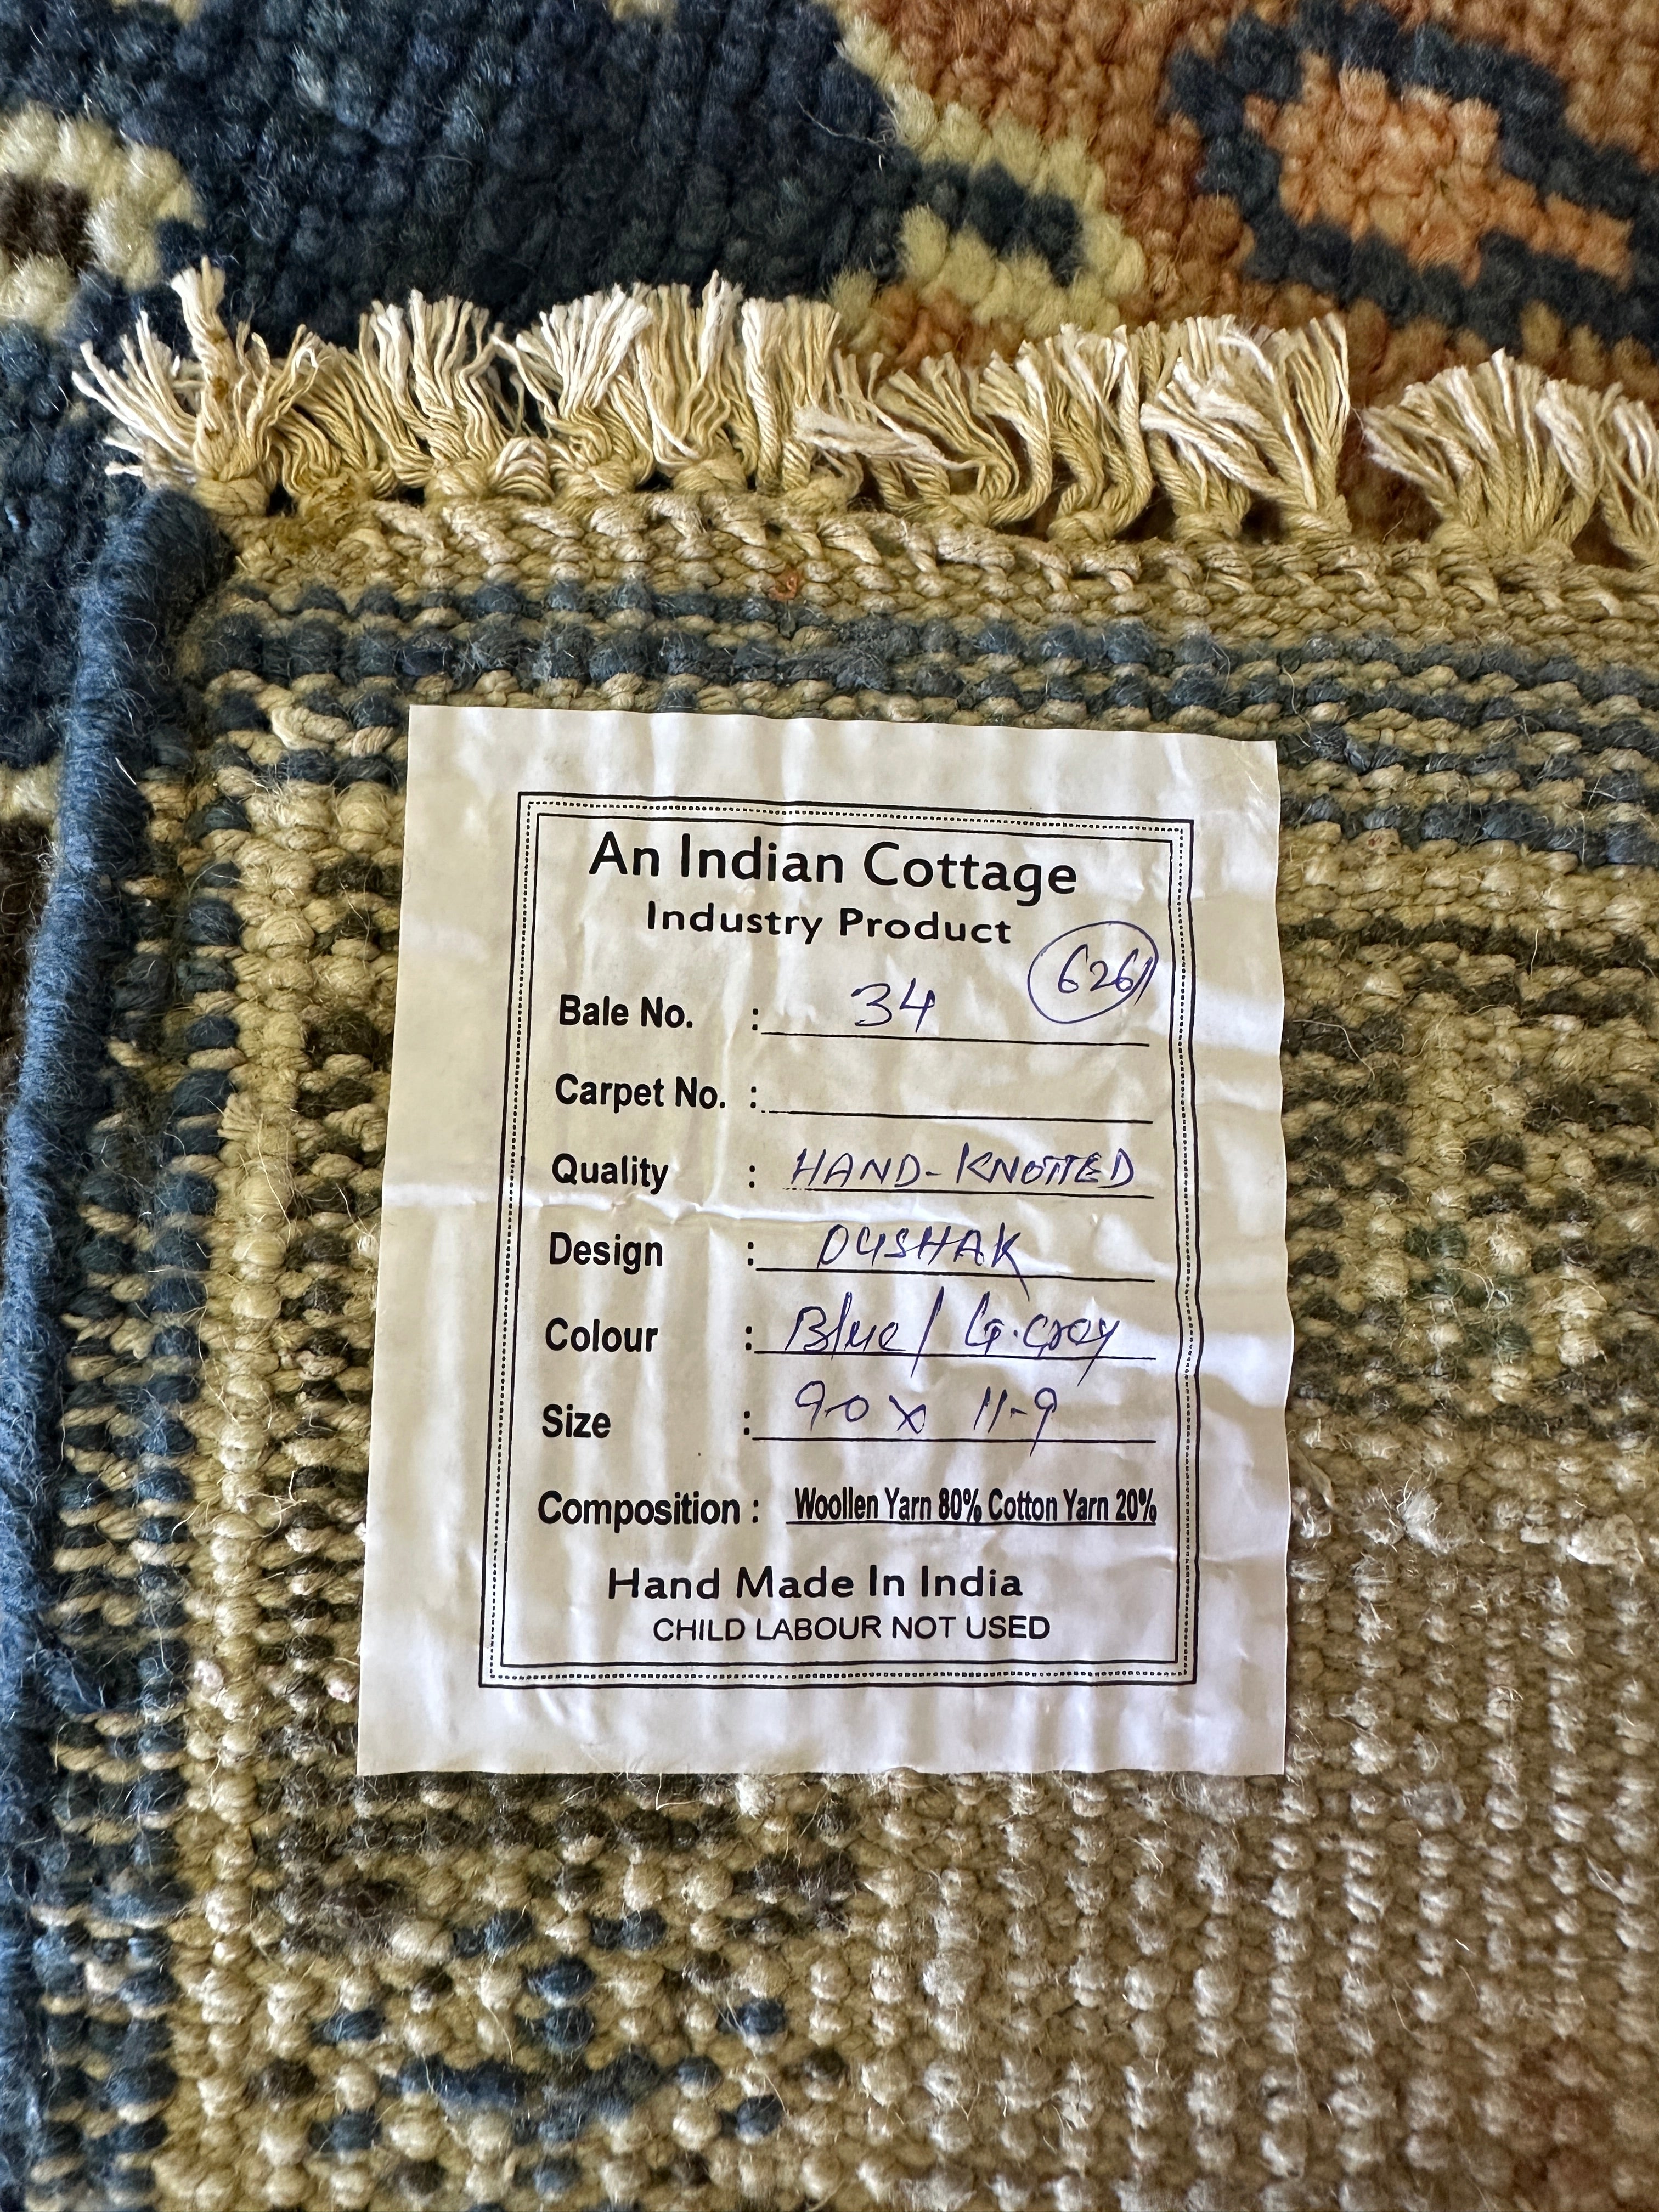 An Indian Cottage
Industry Product
6261
Bale No. : 34
Carpet No. :
Quality : HAND-KNOTTED
Design : OUSHAK
Colour : Blue/ G.Grey
Size : 9-0 x 11-9
Composition : Woollen Yarn 80% Cotton Yarn 20%
Hand Made In India
CHILD LABOUR NOT USED